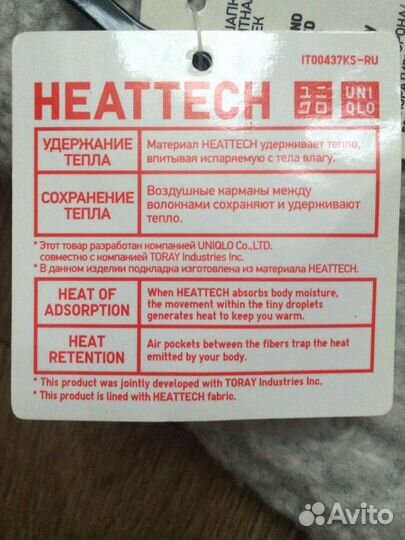 IT00437KS-RU
HEATTECH
UNI
QLO
УДЕРЖАНИЕ
ТЕПЛА
Материал HEATTECH удерживает тепло,
впитывая испаряемую с тела влагу.
СОХРАНЕНИЕ
ТЕПЛА
Воздушные карманы между
волокнами сохраняют и удерживают
тепло.
* Этот товар разработан компанией UNIQLO Co.,LTD.
совместно с компанией TORAY Industries Inc.
* В данном изделии подкладка изготовлена из материала HEATTECH.
HEAT OF
ADSORPTION
When HEATTECH absorbs body moisture,
the movement within the tiny droplets
generates heat to keep you warm.
HEAT
RETENTION
Air pockets between the fibers trap the heat
emitted by your body.
* This product was jointly developed with TORAY Industries Inc.
* This product is lined with HEATTECH fabric.
Avito